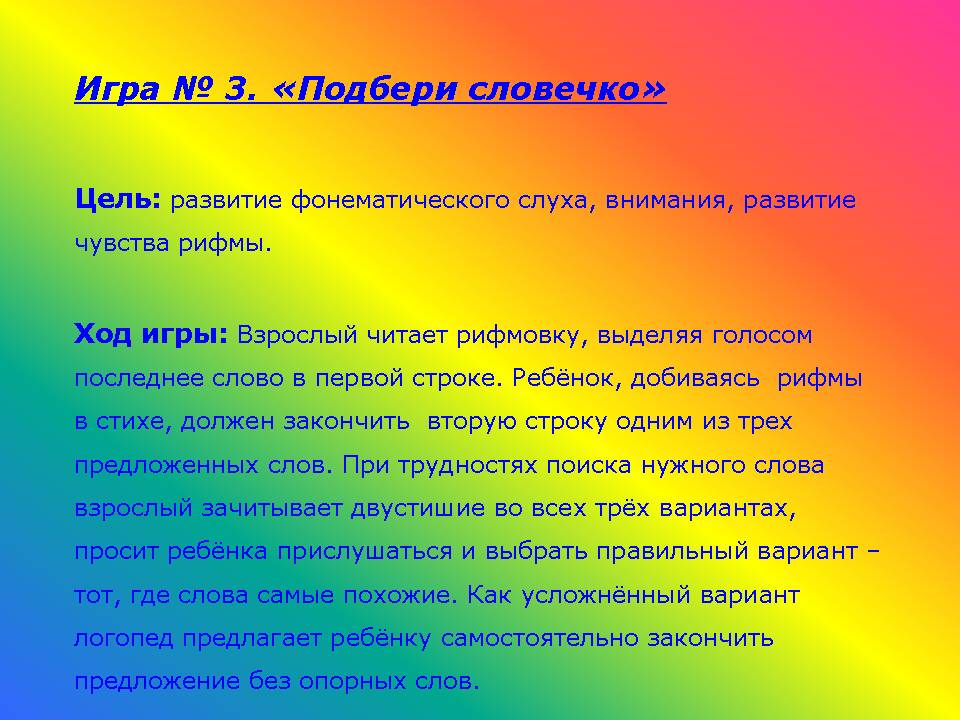 Игра № 3. «Подбери словечко»
Цель: развитие фонематического слуха, внимания, развитие
чувства рифмы.
Ход игры: Взрослый читает рифмовку, выделяя голосом
последнее слово в первой строке. Ребёнок, добиваясь рифмы
в стихе, должен закончить вторую строку одним из трех
предложенных слов. При трудностях поиска нужного слова
взрослый зачитывает двустишие во всех трёх вариантах,
просит ребёнка прислушаться и выбрать правильный вариант –
тот, где слова самые похожие. Как усложнённый вариант
логопед предлагает ребёнку самостоятельно закончить
предложение без опорных слов.